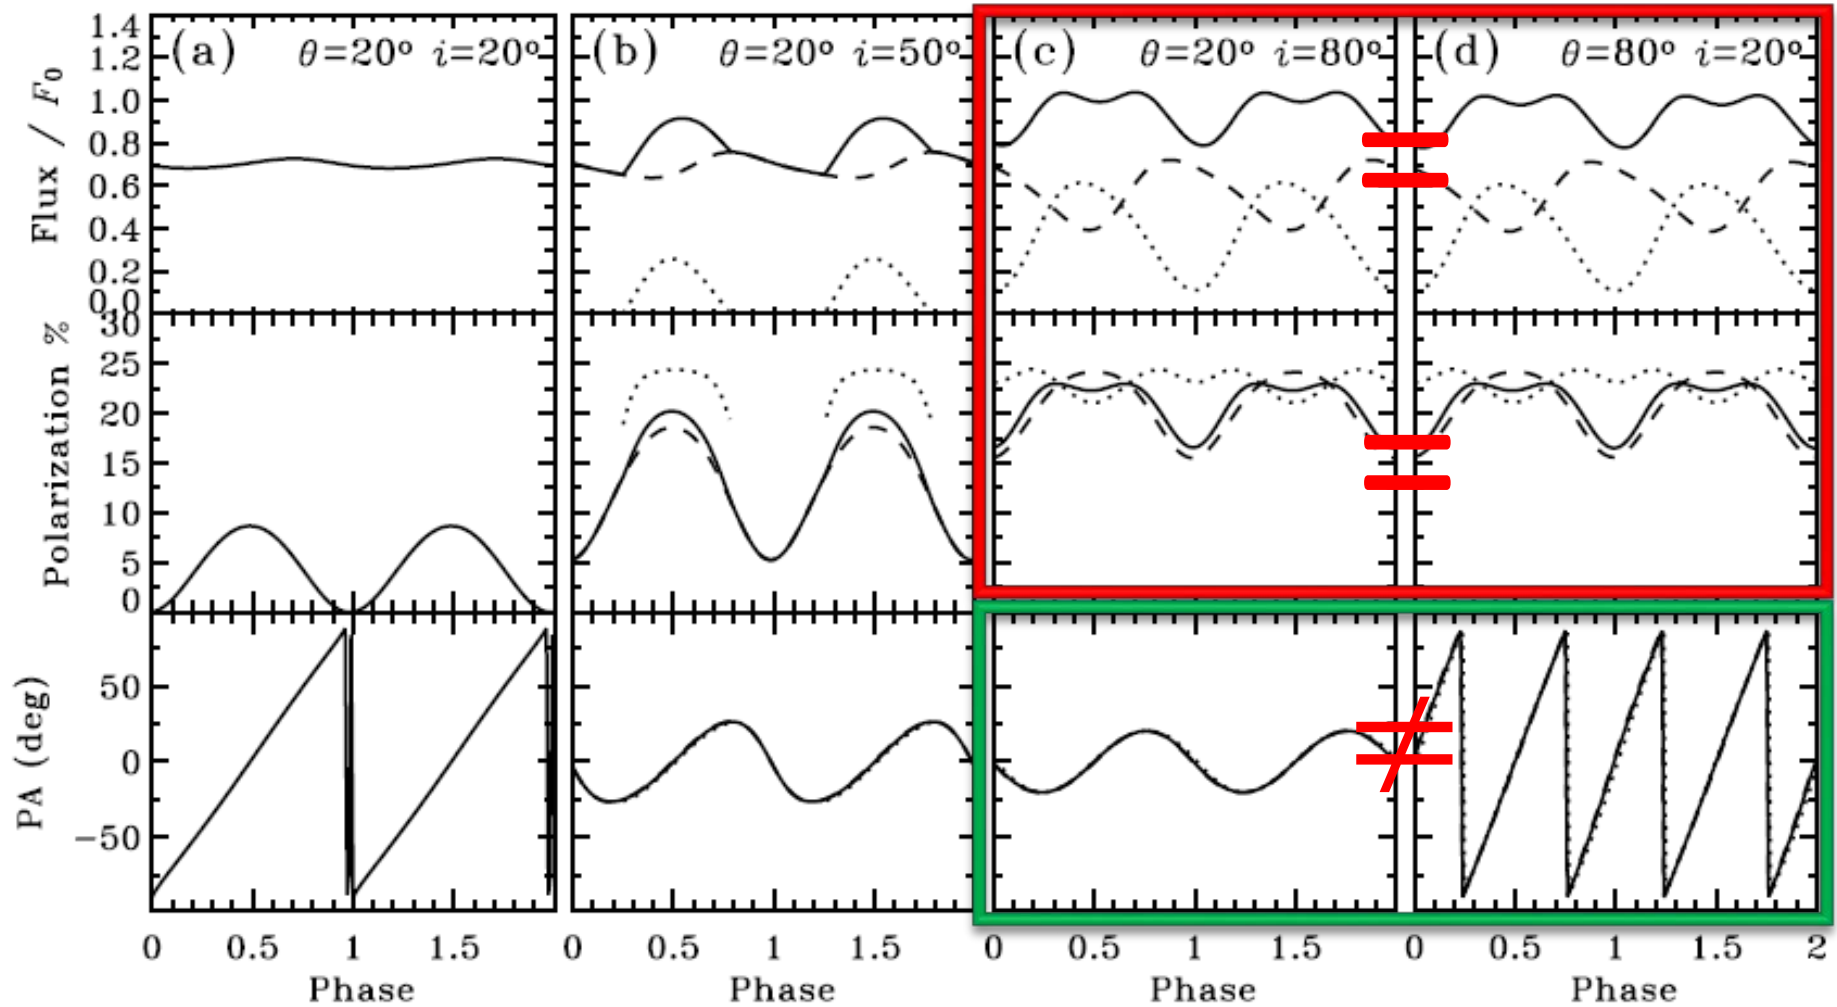 (a) θ=20° i=20°
(b) θ=20° i=50°
(c) θ=20° i=80°
(d) θ=80° i=20°
Flux / F₀
1.4
1.2
1.0
0.8
0.6
0.4
0.2
0.0
Polarization %
30
25
20
15
10
5
0
PA (deg)
50
0
−50
0 0.5 1 1.5
0 0.5 1 1.5
0 0.5 1 1.5
0 0.5 1 1.5 2
Phase
Phase
Phase
Phase